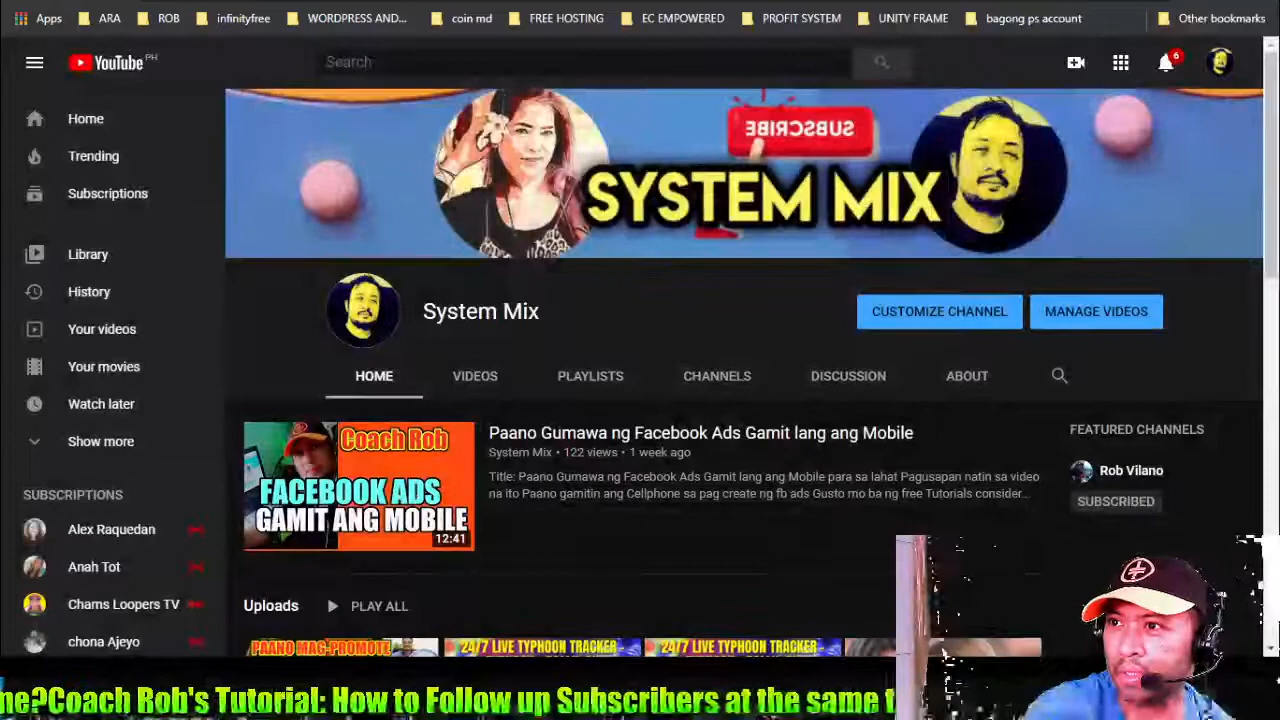 Apps ARA ROB infinityfree WORDPRESS AND... coin md FREE HOSTING EC EMPOWERED PROFIT SYSTEM UNITY FRAME bagong ps account Other bookmarks
YouTube PH Search 6
Home
Trending
Subscriptions
Library
History
Your videos
Your movies
Watch later
Show more
SUBSCRIPTIONS
Alex Raquedan
Anah Tot
Chams Loopers TV
chona Ajeyo
SUBSCRIBE
SYSTEM MIX
System Mix
CUSTOMIZE CHANNEL MANAGE VIDEOS
HOME VIDEOS PLAYLISTS CHANNELS DISCUSSION ABOUT
Coach Rob
FACEBOOK ADS
GAMIT ANG MOBILE
12:41
Paano Gumawa ng Facebook Ads Gamit lang ang Mobile
System Mix • 122 views • 1 week ago
Title: Paano Gumawa ng Facebook Ads Gamit lang ang Mobile para sa lahat Pagusapan natin sa video
na ito Paano gamitin ang Cellphone sa pag create ng fb ads Gusto mo ba ng free Tutorials consider...
FEATURED CHANNELS
Rob Vilano
SUBSCRIBED
Uploads PLAY ALL
PAANO MAG-PROMOTE 24/7 LIVE TYPHOON TRACKER - 24/7 LIVE TYPHOON TRACKER -
me?Coach Rob's Tutorial: How to Follow up Subscribers at the same t